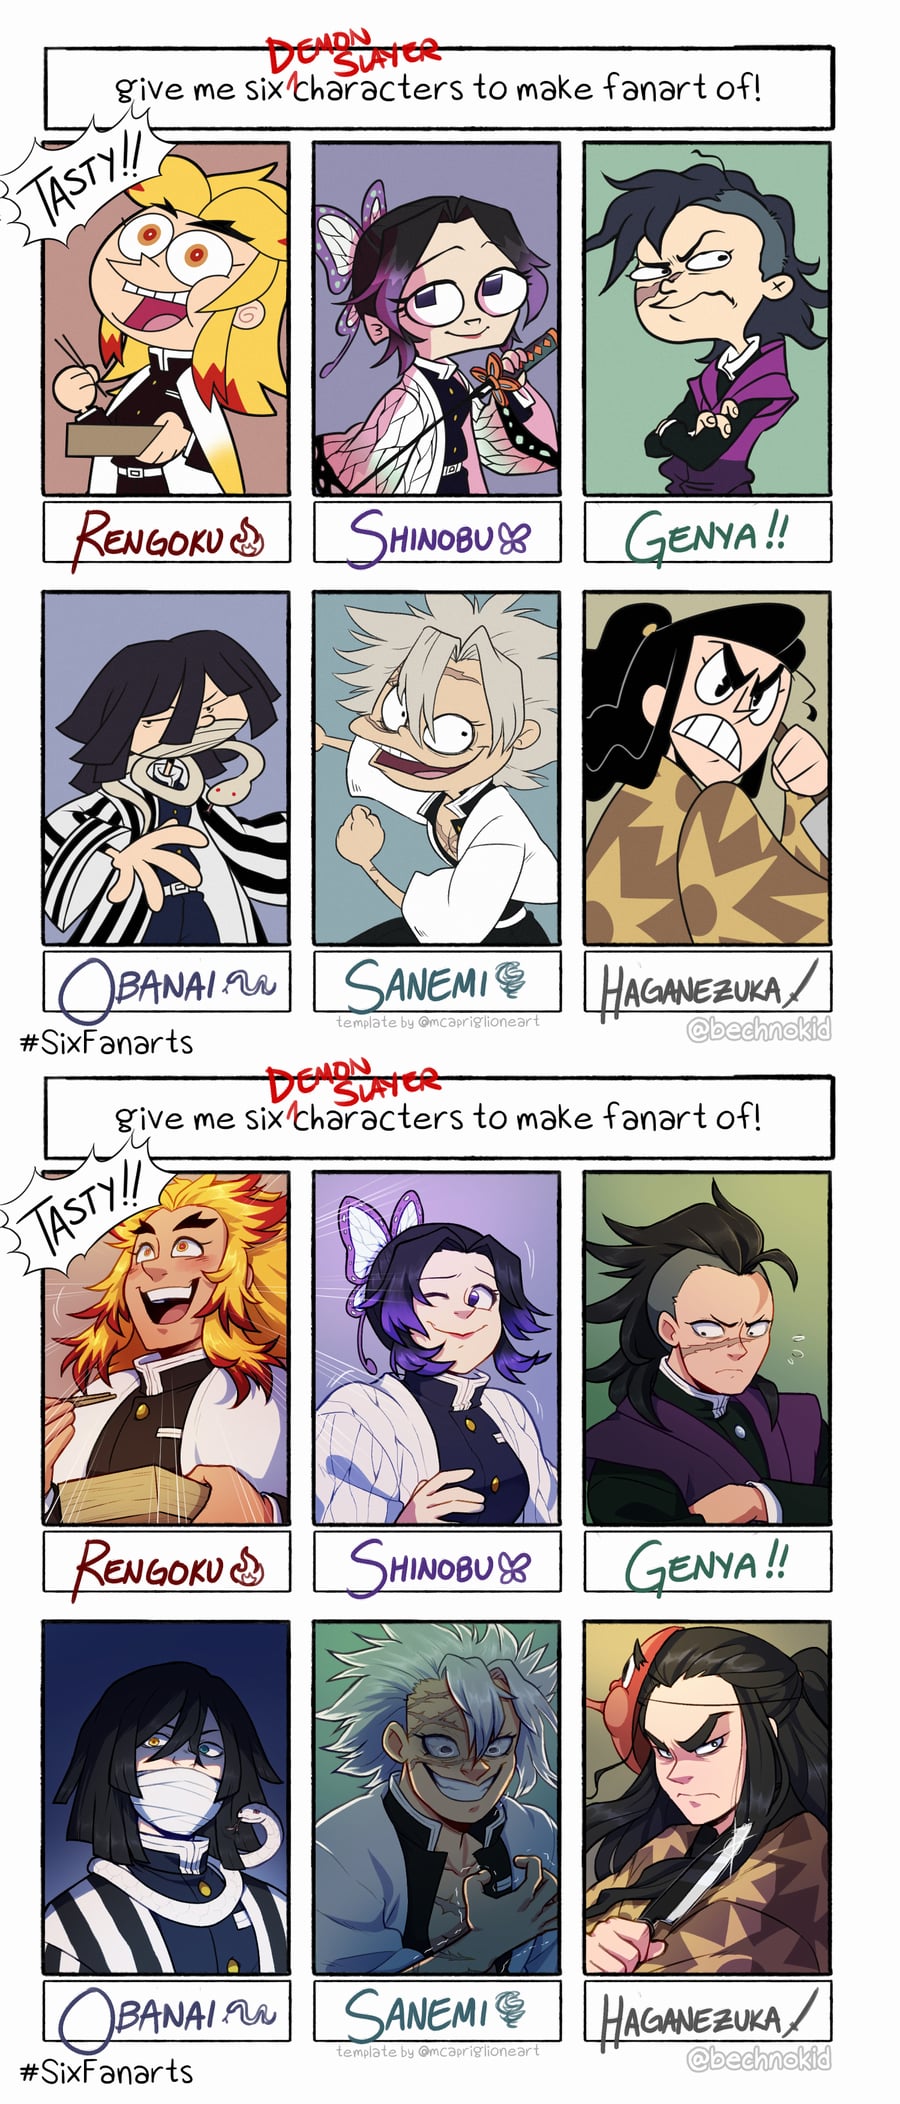 DEMON
SLAYER
give me six characters to make fanart of!
TASTY!!
RENGOKU
SHINOBU
GENYA!!
OBANAI
SANEMI
HAGANEZUKA
template by @mcapriglioneart
@bechnokid
#SixFanarts
DEMON
SLAYER
give me six characters to make fanart of!
TASTY!!
RENGOKU
SHINOBU
GENYA!!
OBANAI
SANEMI
HAGANEZUKA
template by @mcapriglioneart
@bechnokid
#SixFanarts